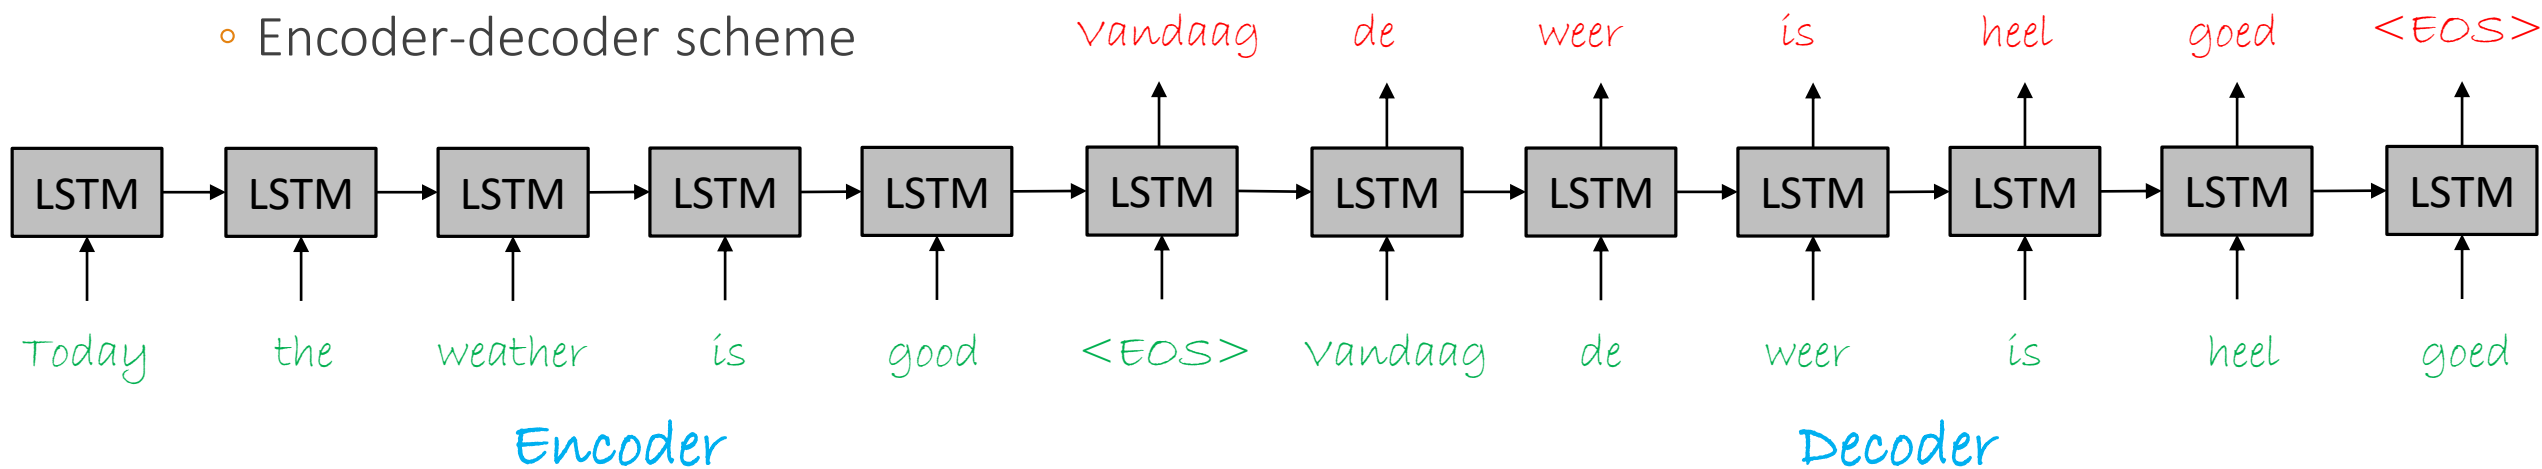 ◦ Encoder-decoder scheme
Vandaag de weer is heel goed <EOS>
LSTM LSTM LSTM LSTM LSTM LSTM LSTM LSTM LSTM LSTM LSTM LSTM
Today the weather is good <EOS> Vandaag de weer is heel goed
Encoder Decoder